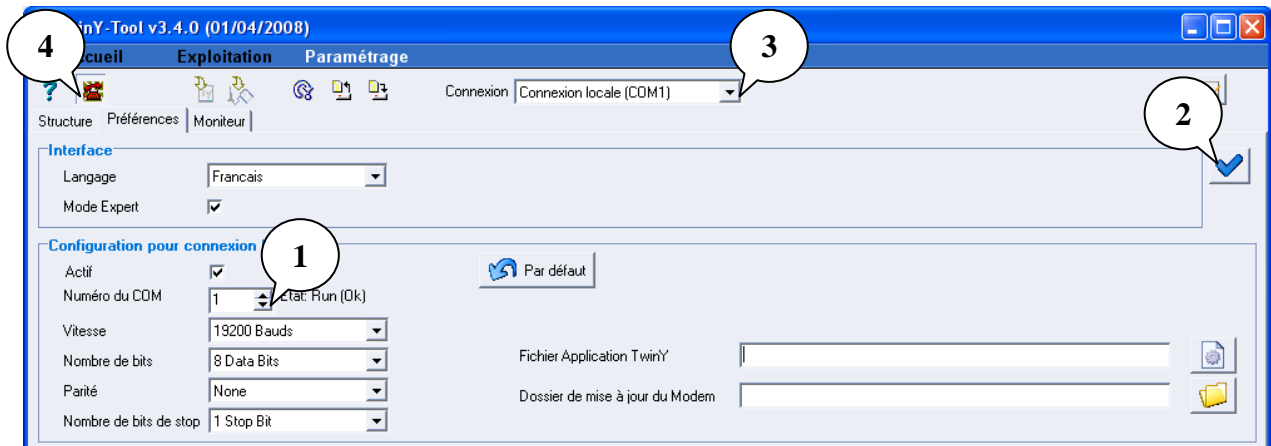 inY-Tool v3.4.0 (01/04/2008)
4
3
cueil Exploitation Paramétrage
? Connexion Connexion locale (COM1)
2
Structure Préférences Moniteur
Interface
Langage Francais
Mode Expert
Configuration pour connexion
1
Actif Par défaut
Numéro du COM 1 Etat: Run (Ok)
Vitesse 19200 Bauds
Nombre de bits 8 Data Bits Fichier Application TwinY
Parité None Dossier de mise à jour du Modem
Nombre de bits de stop 1 Stop Bit